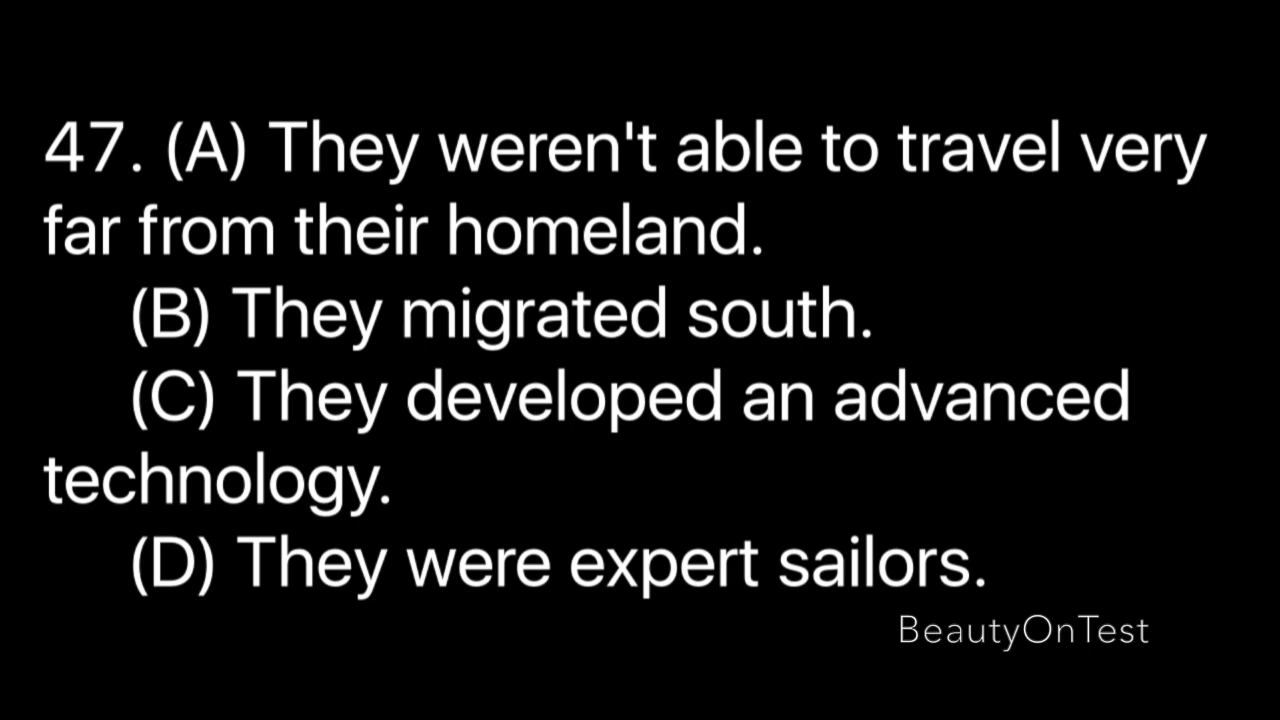 47. (A) They weren't able to travel very
far from their homeland.
(B) They migrated south.
(C) They developed an advanced
technology.
(D) They were expert sailors.
BeautyOnTest